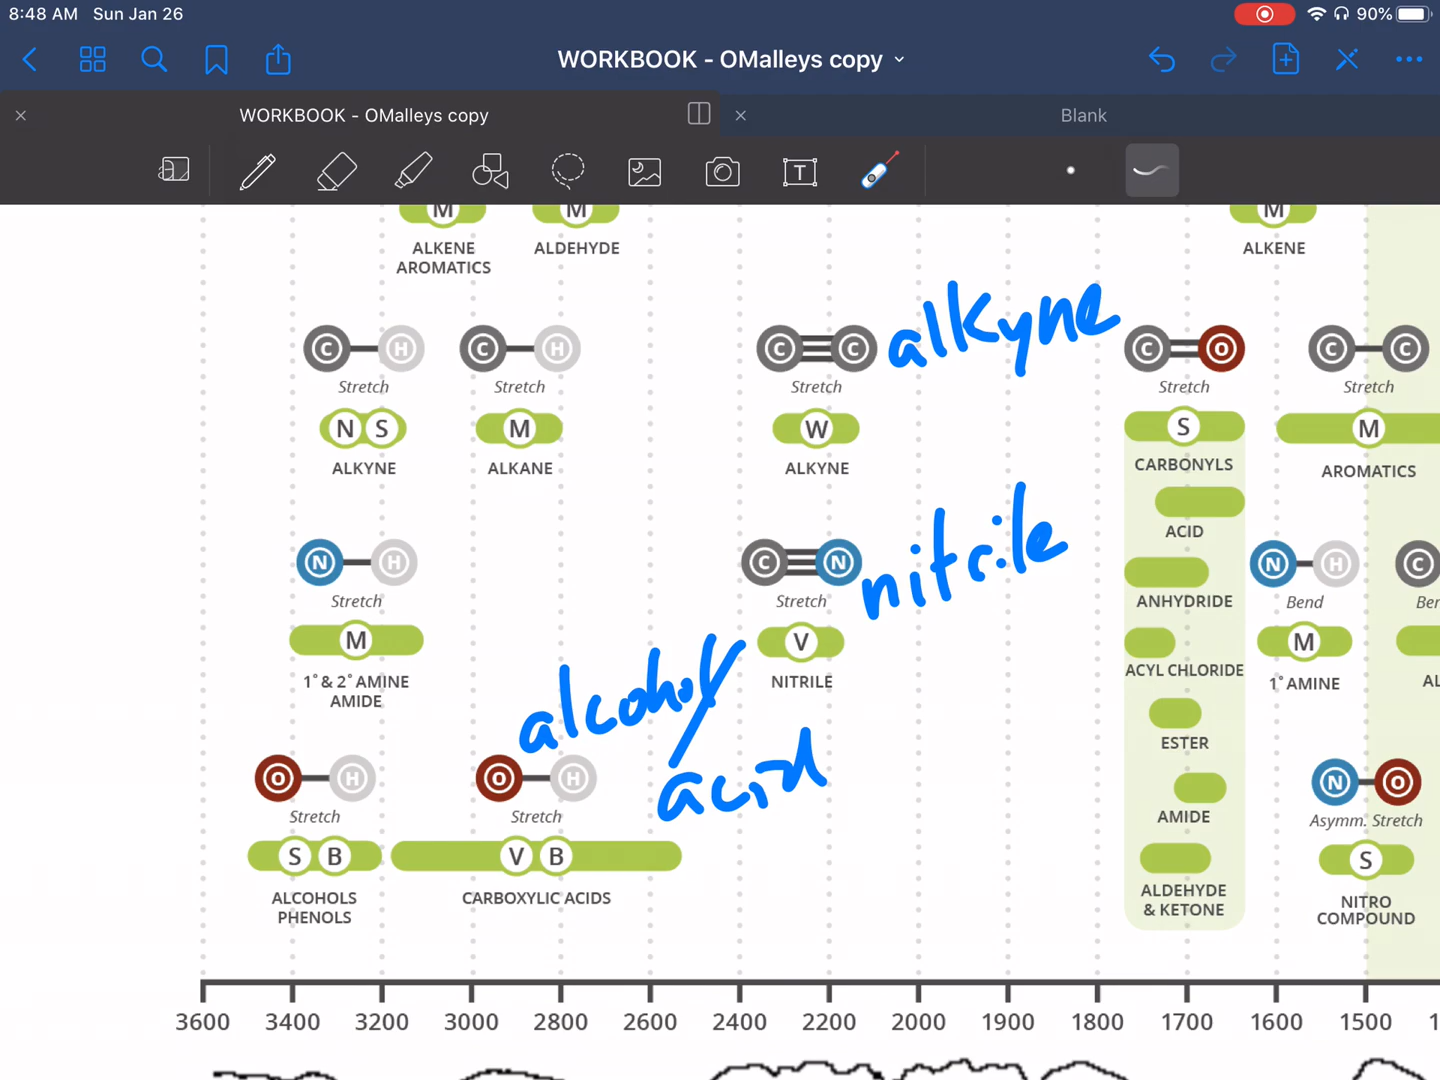 8:48 AM Sun Jan 26
90%
WORKBOOK - OMalleys copy
WORKBOOK - OMalleys copy
Blank
T
M
ALKENE
AROMATICS
M
ALDEHYDE
M
ALKENE
C H
Stretch
N S
ALKYNE
C H
Stretch
M
ALKANE
C C
Stretch
W
ALKYNE
alkyne
C O
Stretch
S
CARBONYLS
ACID
ANHYDRIDE
ACYL CHLORIDE
ESTER
AMIDE
ALDEHYDE
& KETONE
C C
Stretch
M
AROMATICS
N H
Stretch
M
1° & 2° AMINE
AMIDE
C N
Stretch
V
NITRILE
nitrile
N H
Bend
M
1° AMINE
C
Ben
AL
alcohol/
acid
O H
Stretch
S B
ALCOHOLS
PHENOLS
O H
Stretch
V B
CARBOXYLIC ACIDS
N O
Asymm. Stretch
S
NITRO
COMPOUND
3600 3400 3200 3000 2800 2600 2400 2200 2000 1900 1800 1700 1600 1500 1